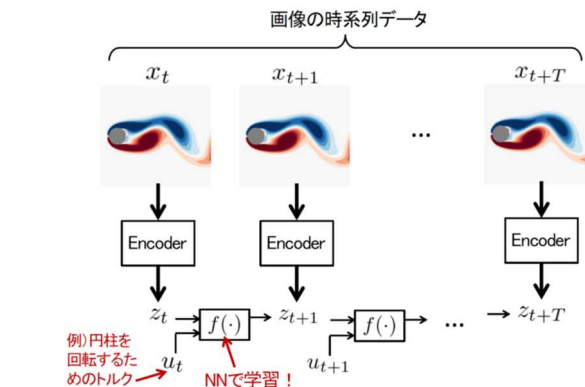 画像の時系列データ
x_t x_{t+1} x_{t+T}
...
Encoder Encoder Encoder
z_t f(·) z_{t+1} f(·) ... z_{t+T}
u_t u_{t+1}
例)円柱を
回転するた
めのトルク
NNで学習!